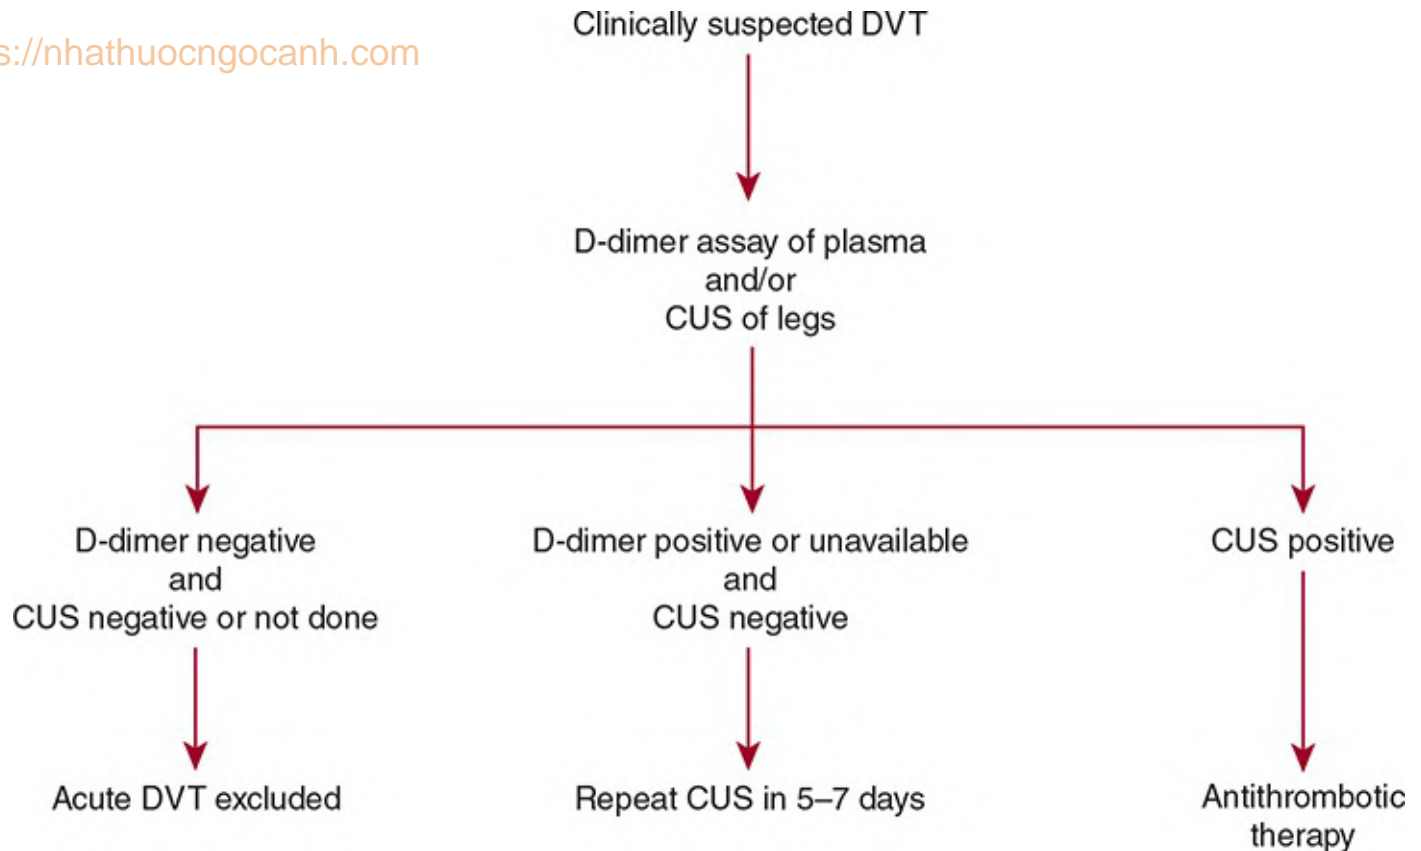 Clinically suspected DVT
s://nhathuocngocanh.com
D-dimer assay of plasma
and/or
CUS of legs
D-dimer negative
and
CUS negative or not done
D-dimer positive or unavailable
and
CUS negative
CUS positive
Acute DVT excluded
Repeat CUS in 5–7 days
Antithrombotic
therapy